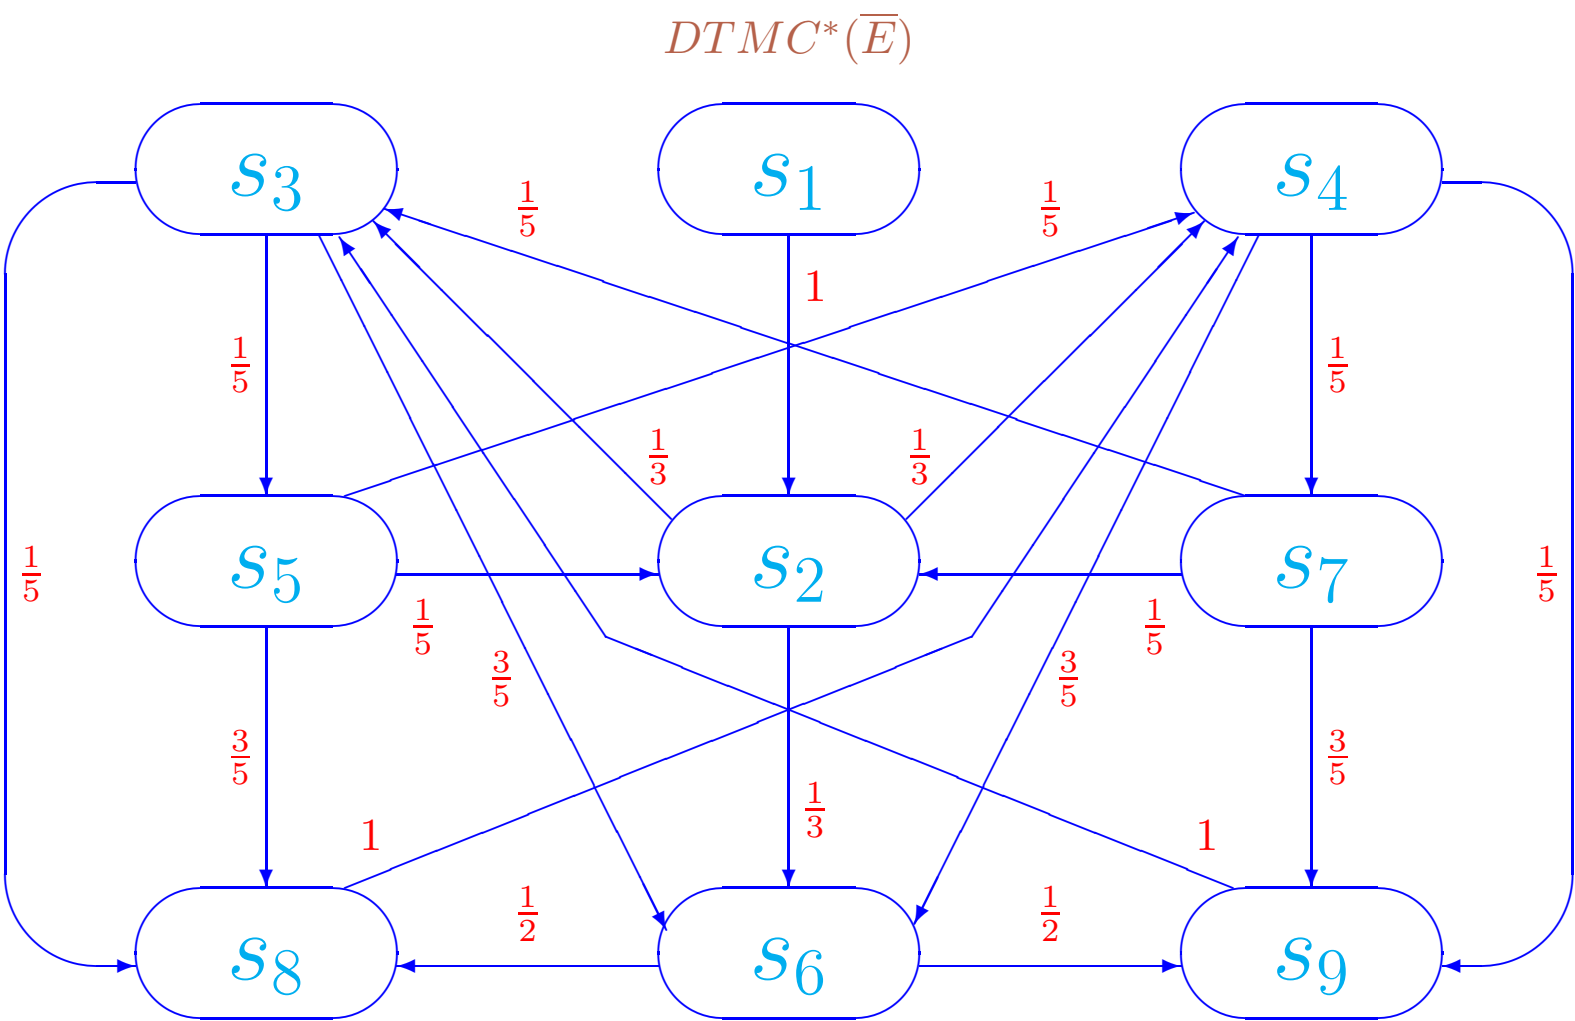 DTMC*(E̅)
s₃ s₁ s₄
1/5 1/5
1
1/5 1/5
1/3 1/3
s₅ s₂ s₇
1/5 1/5
1/5 1/5
3/5 3/5
3/5 3/5
1/3
1 1
1/2 1/2
s₈ s₆ s₉